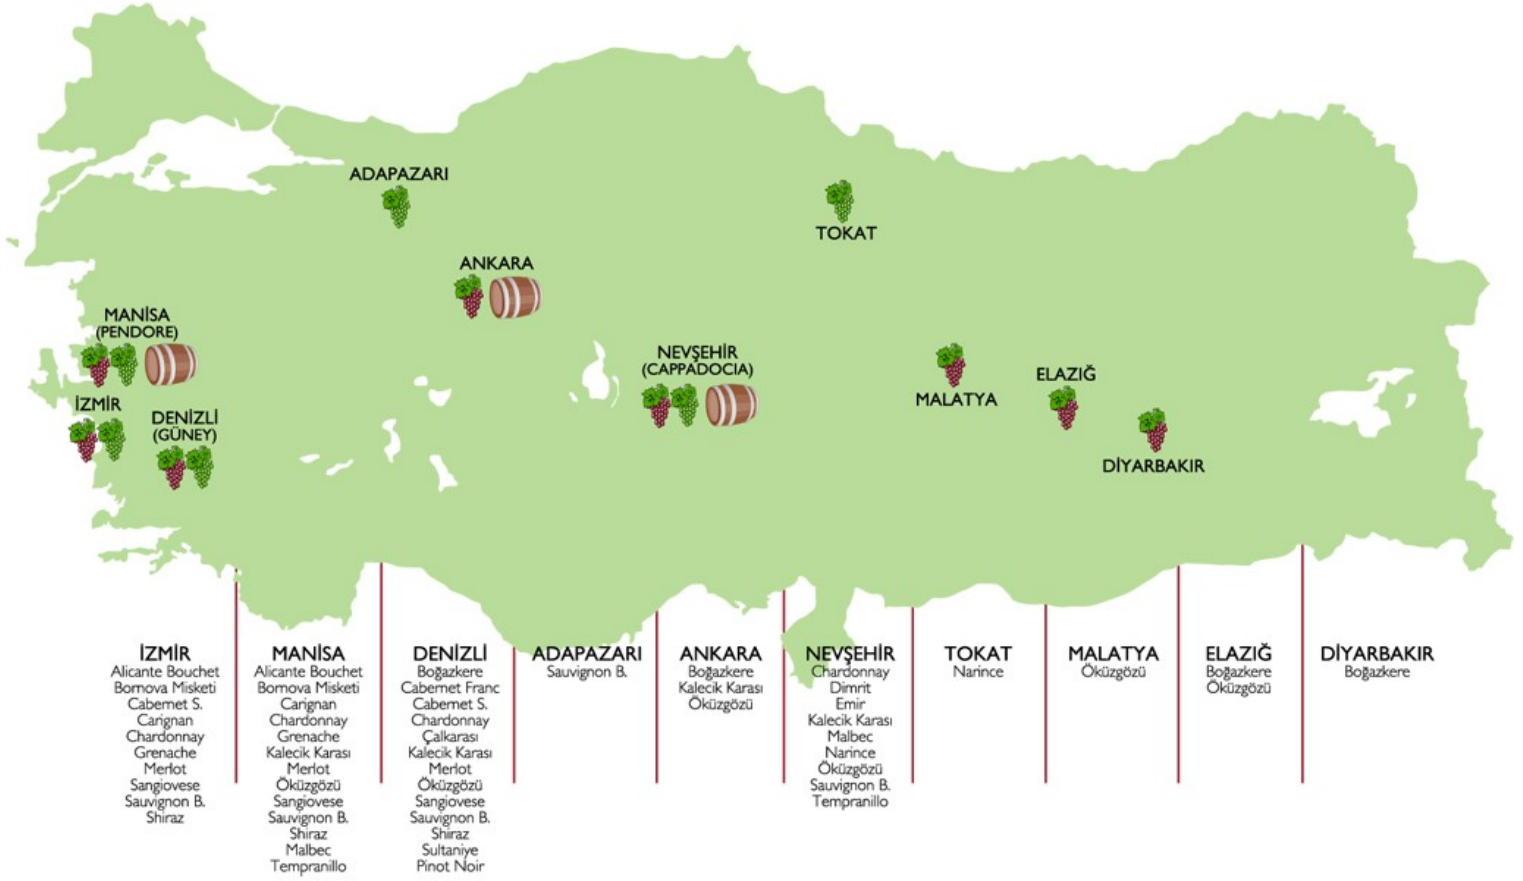 ADAPAZARI
TOKAT
ANKARA
MANİSA
(PENDORE)
NEVŞEHİR
(CAPPADOCIA)
ELAZIĞ
MALATYA
İZMİR
DENİZLİ
(GÜNEY)
DİYARBAKIR
İZMİR
Alicante Bouchet
Bornova Misketi
Cabernet S.
Carignan
Chardonnay
Grenache
Merlot
Sangiovese
Sauvignon B.
Shiraz
MANİSA
Alicante Bouchet
Bornova Misketi
Carignan
Chardonnay
Grenache
Kalecik Karası
Merlot
Öküzgözü
Sangiovese
Sauvignon B.
Shiraz
Malbec
Tempranillo
DENİZLİ
Boğazkere
Cabernet Franc
Cabernet S.
Chardonnay
Çalkarası
Kalecik Karası
Merlot
Öküzgözü
Sangiovese
Sauvignon B.
Shiraz
Sultaniye
Pinot Noir
ADAPAZARI
Sauvignon B.
ANKARA
Boğazkere
Kalecik Karası
Öküzgözü
NEVŞEHİR
Chardonnay
Dimrit
Emir
Kalecik Karası
Malbec
Narince
Öküzgözü
Sauvignon B.
Tempranillo
TOKAT
Narince
MALATYA
Öküzgözü
ELAZIĞ
Boğazkere
Öküzgözü
DİYARBAKIR
Boğazkere